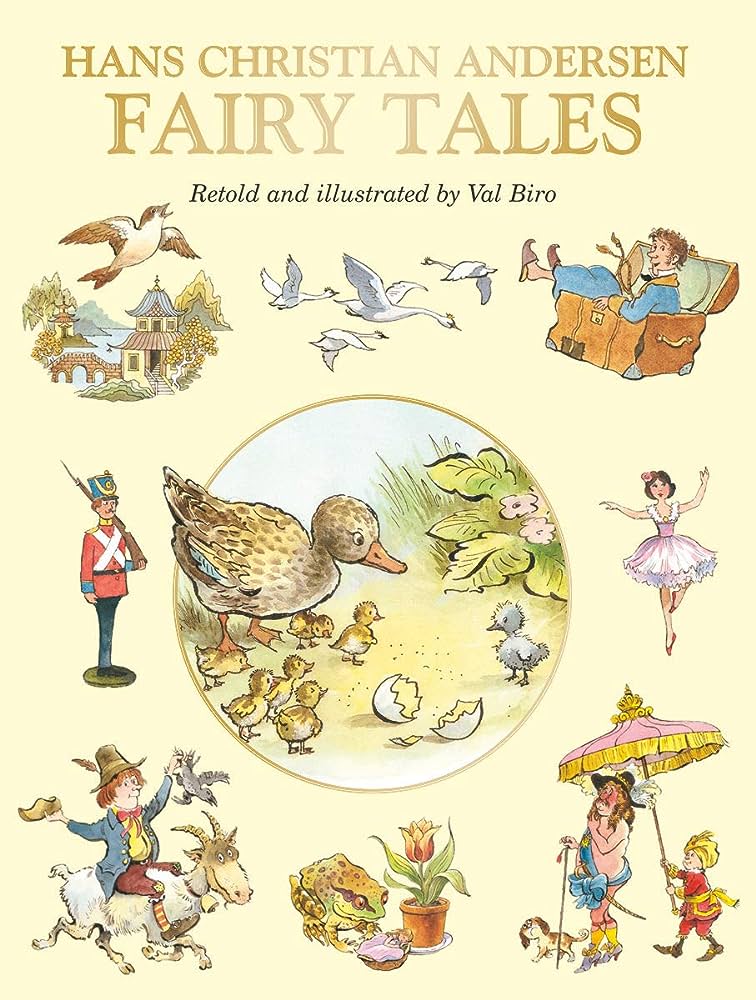 HANS CHRISTIAN ANDERSEN
FAIRY TALES
Retold and illustrated by Val Biro